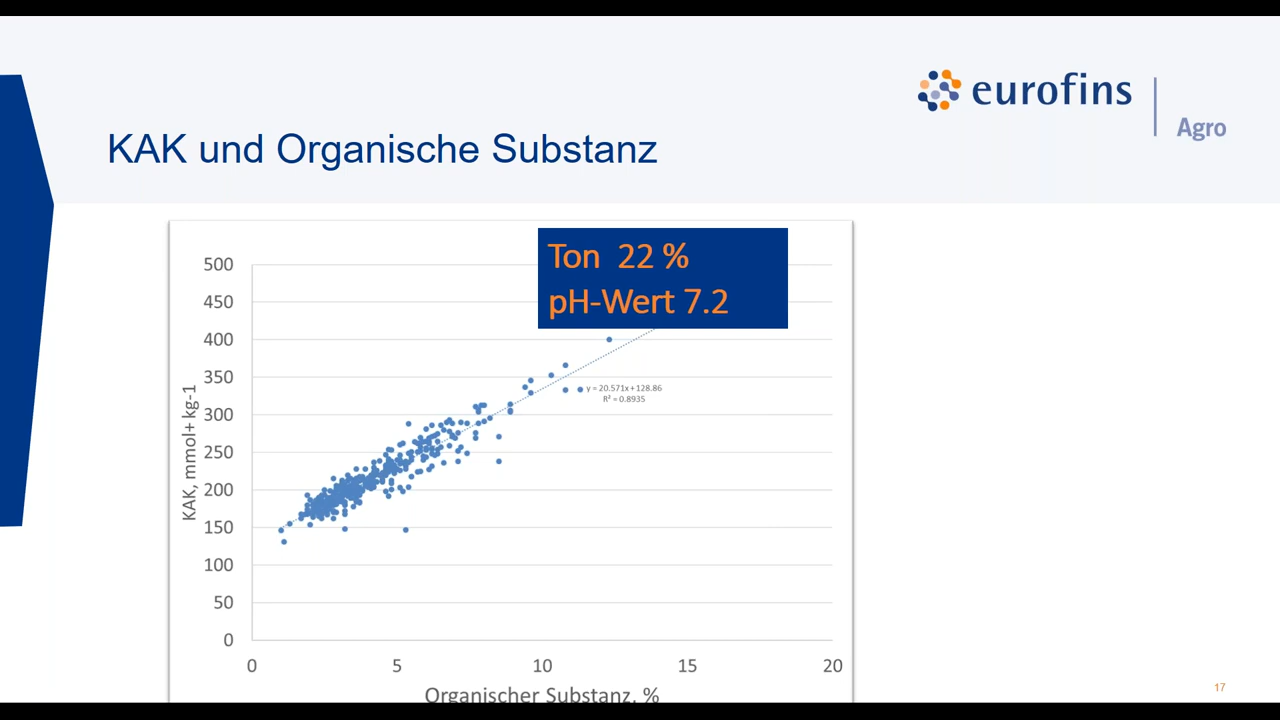 eurofins
Agro
KAK und Organische Substanz
Ton 22 %
pH-Wert 7.2
500
450
400
350
300
250
200
150
100
50
0
KAK, mmol+ kg-1
y = 20.571x + 128.86
R² = 0.8935
0 5 10 15 20
Organischer Substanz, %
17